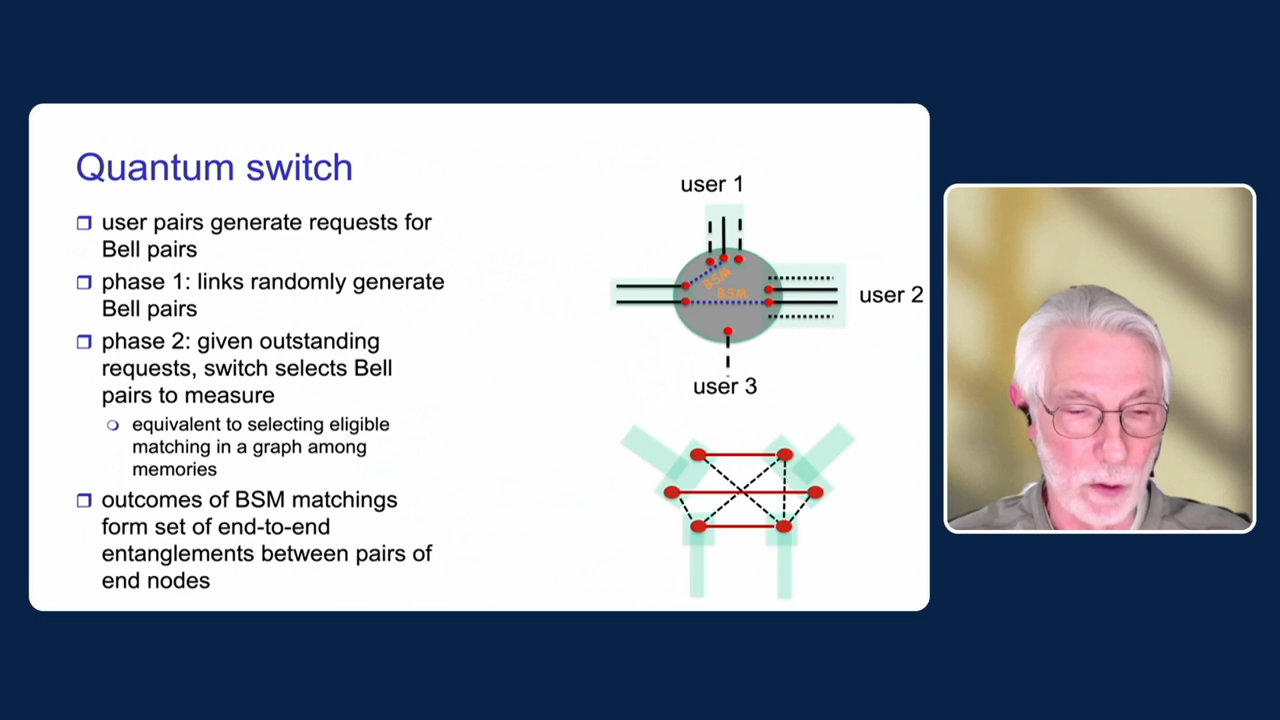 Quantum switch
user pairs generate requests for
Bell pairs
phase 1: links randomly generate
Bell pairs
phase 2: given outstanding
requests, switch selects Bell
pairs to measure
equivalent to selecting eligible
matching in a graph among
memories
outcomes of BSM matchings
form set of end-to-end
entanglements between pairs of
end nodes
user 1
BSM
BSM
user 2
user 3